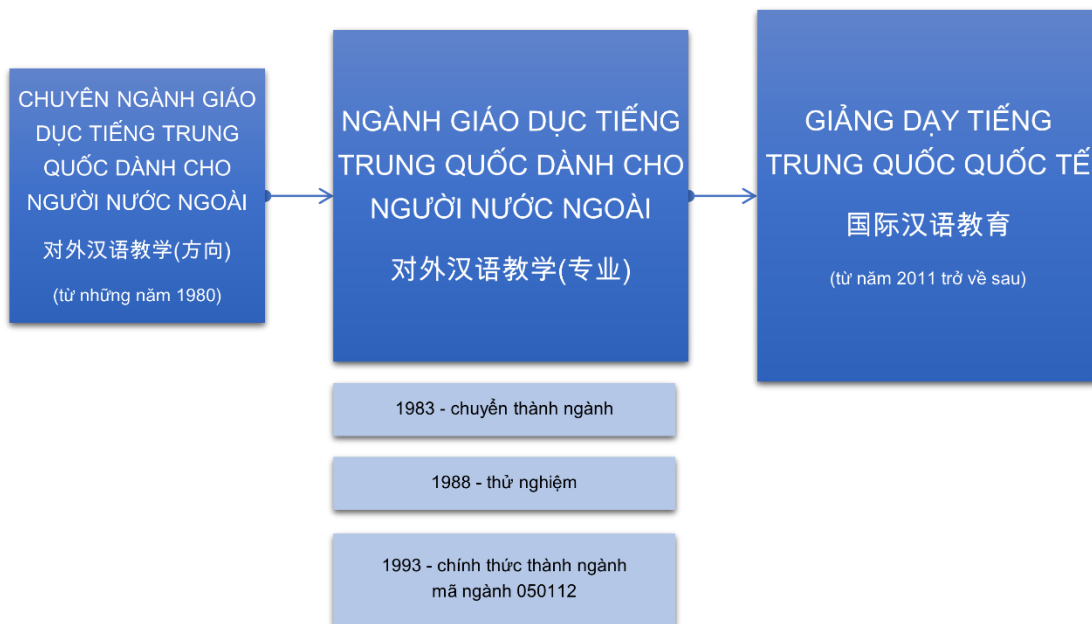 CHUYÊN NGÀNH GIÁO
DỤC TIẾNG TRUNG
QUỐC DÀNH CHO
NGƯỜI NƯỚC NGOÀI
对外汉语教学(方向)
(từ những năm 1980)
NGÀNH GIÁO DỤC TIẾNG
TRUNG QUỐC DÀNH CHO
NGƯỜI NƯỚC NGOÀI
对外汉语教学(专业)
1983 - chuyển thành ngành
1988 - thử nghiệm
1993 - chính thức thành ngành
mã ngành 050112
GIẢNG DẠY TIẾNG
TRUNG QUỐC QUỐC TẾ
国际汉语教育
(từ năm 2011 trở về sau)